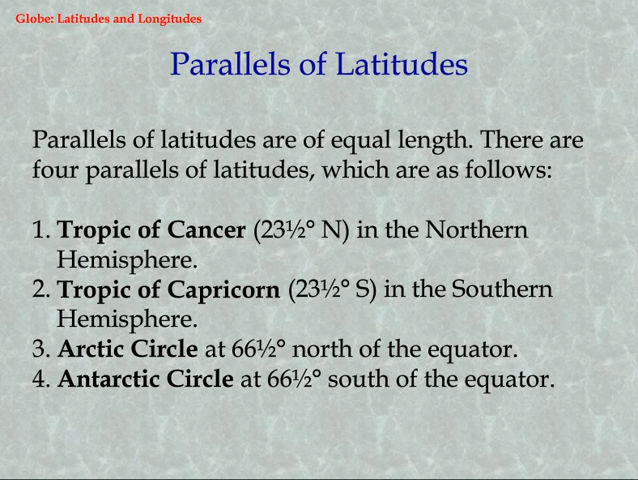 Globe: Latitudes and Longitudes
Parallels of Latitudes
Parallels of latitudes are of equal length. There are
four parallels of latitudes, which are as follows:
1. Tropic of Cancer (23½° N) in the Northern
Hemisphere.
2. Tropic of Capricorn (23½° S) in the Southern
Hemisphere.
3. Arctic Circle at 66½° north of the equator.
4. Antarctic Circle at 66½° south of the equator.